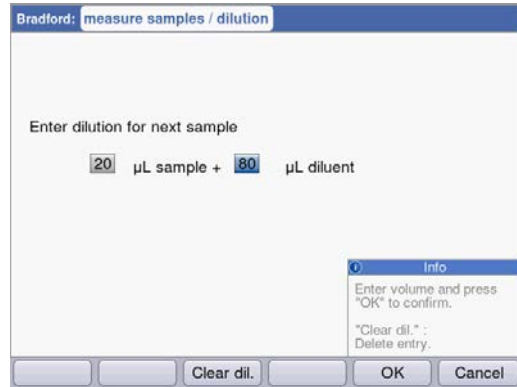 Bradford: measure samples / dilution
Enter dilution for next sample
20 µL sample + 80 µL diluent
Info
Enter volume and press
"OK" to confirm.
"Clear dil." :
Delete entry.
Clear dil. OK Cancel